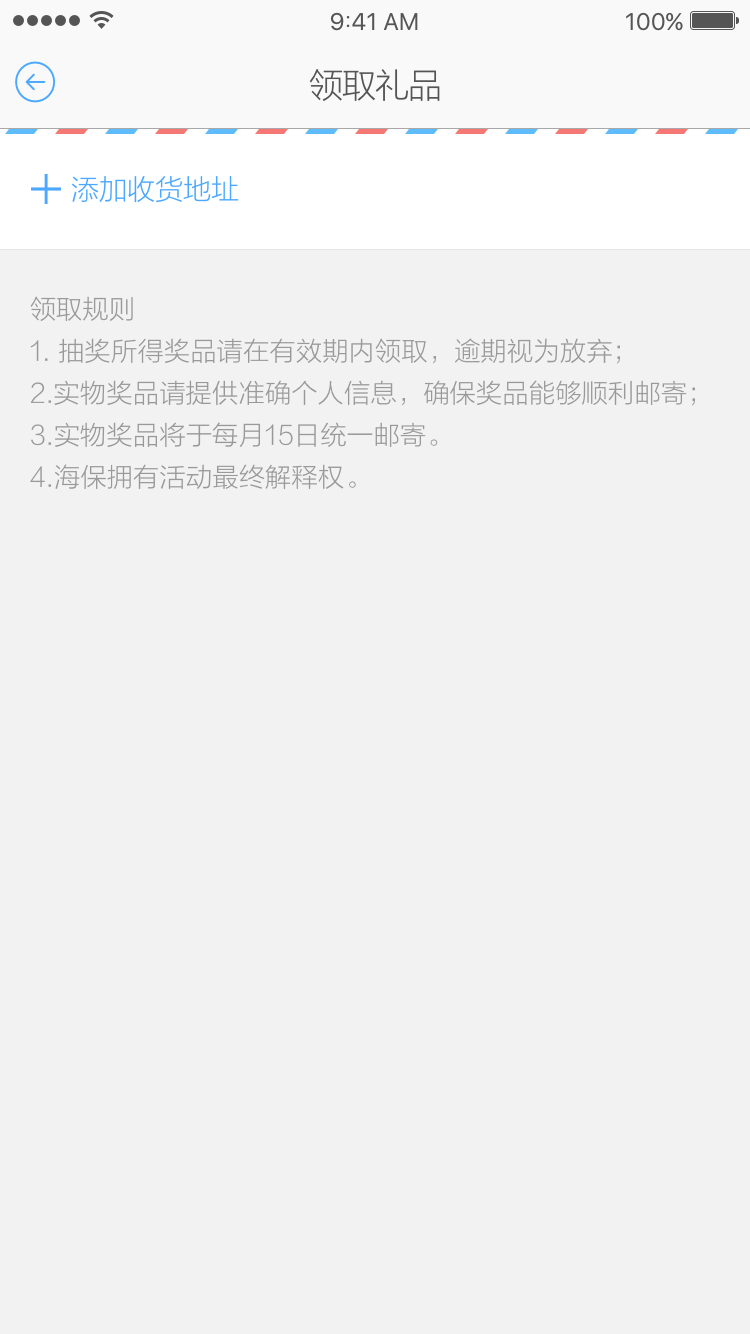 9:41 AM
100%
领取礼品
添加收货地址
领取规则
1. 抽奖所得奖品请在有效期内领取，逾期视为放弃；
2.实物奖品请提供准确个人信息，确保奖品能够顺利邮寄；
3.实物奖品将于每月15日统一邮寄。
4.海保拥有活动最终解释权。